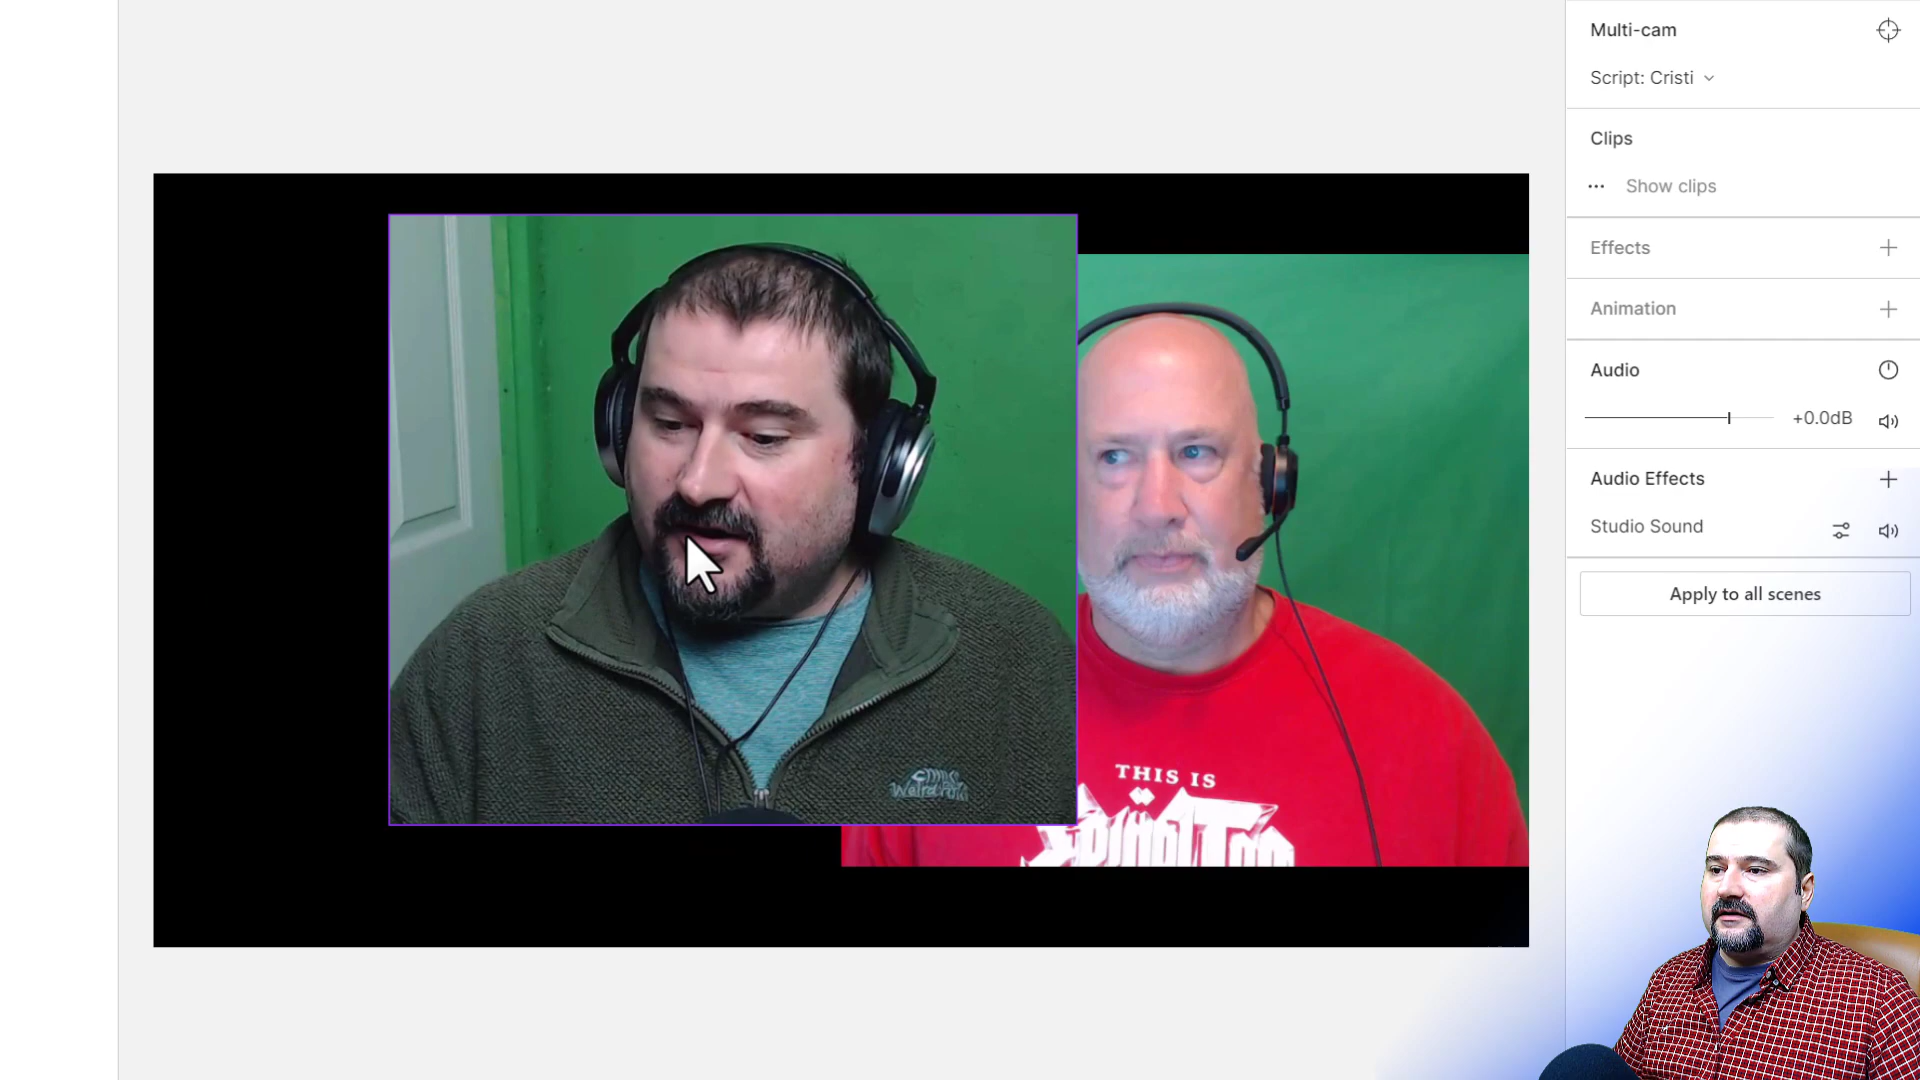 Multi-cam
Script: Cristi
Clips
Show clips
Effects
Animation
Audio
+0.0dB
Audio Effects
Studio Sound
Apply to all scenes
THIS IS